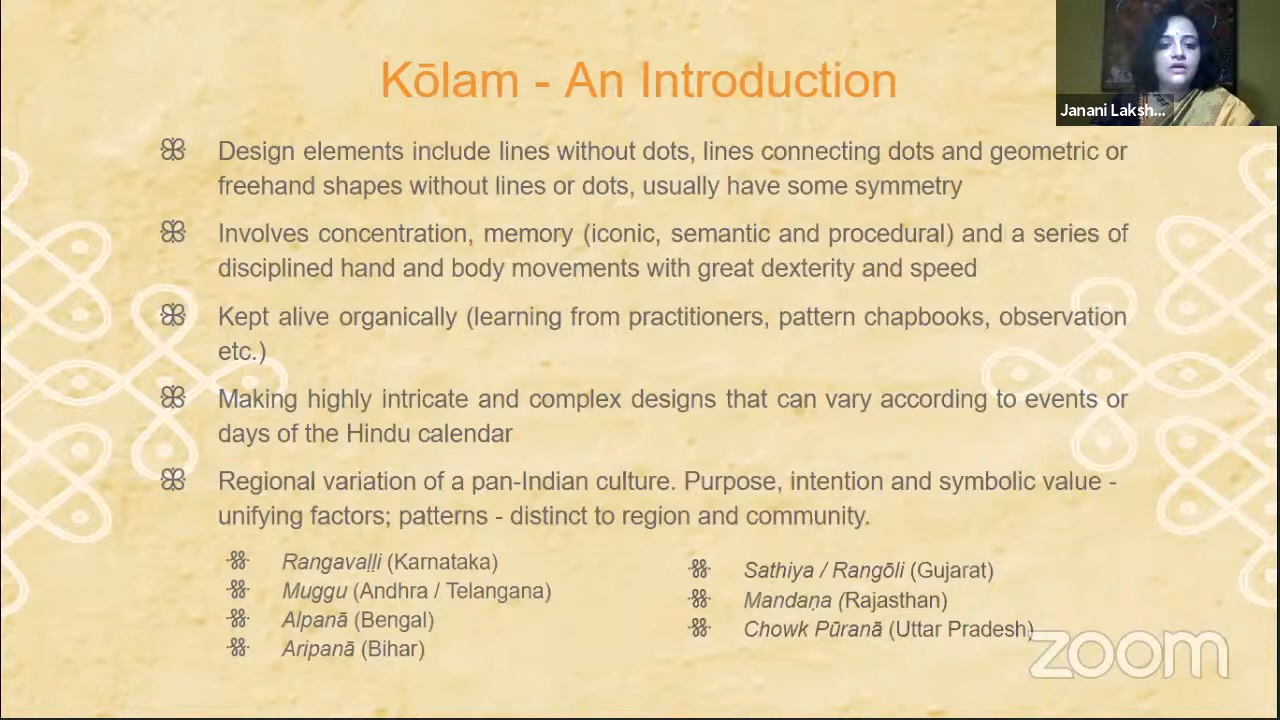 Kōlam - An Introduction
Janani Laksh...
Design elements include lines without dots, lines connecting dots and geometric or
freehand shapes without lines or dots, usually have some symmetry
Involves concentration, memory (iconic, semantic and procedural) and a series of
disciplined hand and body movements with great dexterity and speed
Kept alive organically (learning from practitioners, pattern chapbooks, observation
etc.)
Making highly intricate and complex designs that can vary according to events or
days of the Hindu calendar
Regional variation of a pan-Indian culture. Purpose, intention and symbolic value -
unifying factors; patterns - distinct to region and community.
Rangavaḷḷi (Karnataka)
Muggu (Andhra / Telangana)
Alpanā (Bengal)
Aripanā (Bihar)
Sathiya / Rangōli (Gujarat)
Mandaṇa (Rajasthan)
Chowk Pūranā (Uttar Pradesh)
zoom